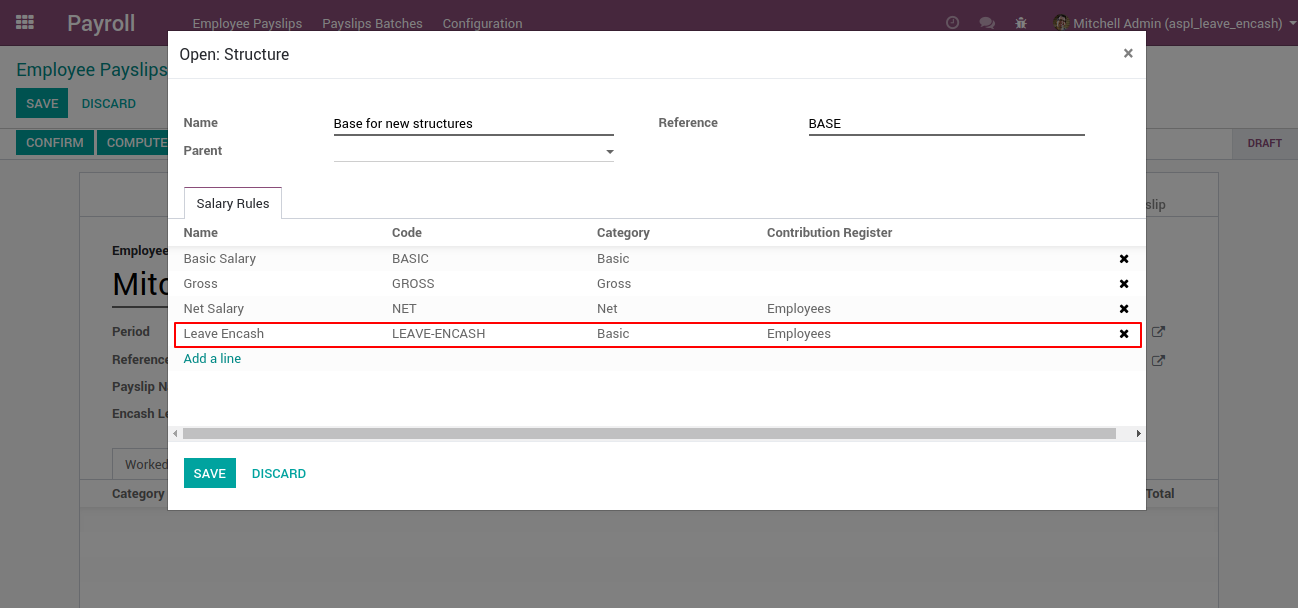 Payroll Employee Payslips Payslips Batches Configuration Mitchell Admin (aspl_leave_encash)
Open: Structure ×
Employee Payslips
SAVE DISCARD
Name Base for new structures Reference BASE
CONFIRM COMPUTE DRAFT
Parent
Salary Rules
slip
Name Code Category Contribution Register
Employee
Basic Salary BASIC Basic
Mitc
Gross GROSS Gross
Net Salary NET Net Employees
Period
Leave Encash LEAVE-ENCASH Basic Employees
Reference
Add a line
Payslip N
Encash Le
Worked
SAVE DISCARD
Category Total